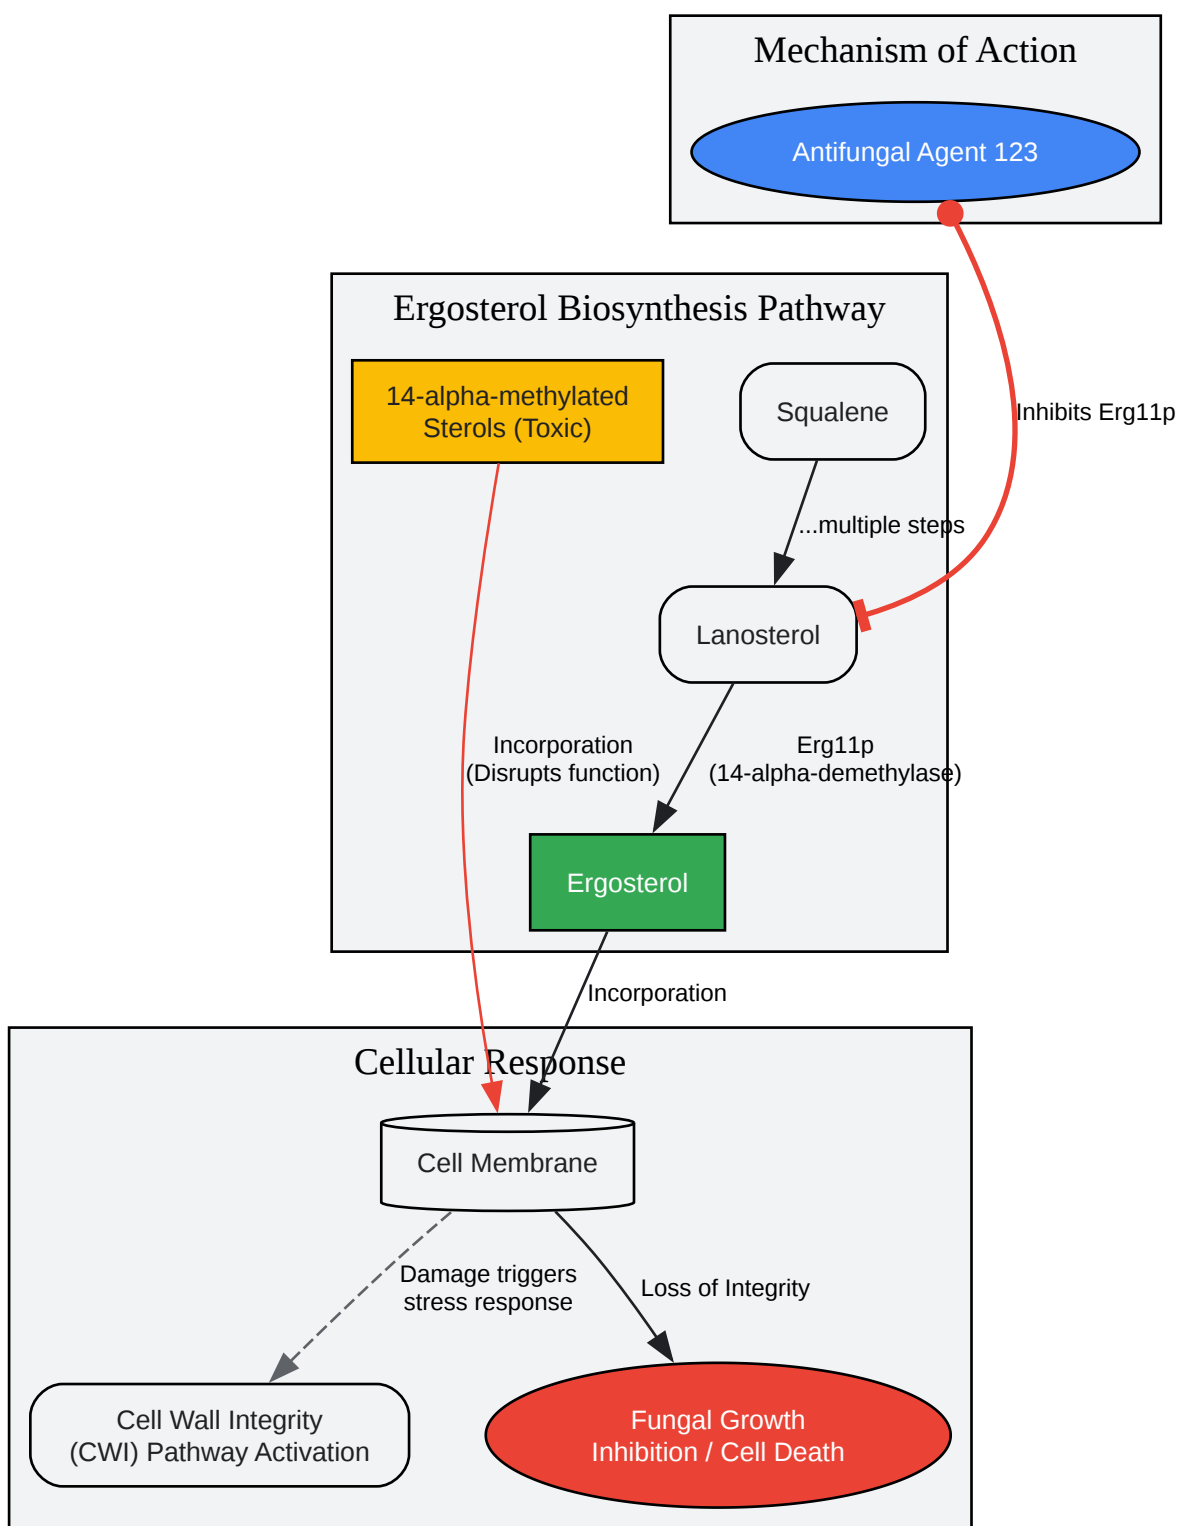 Mechanism of Action
Antifungal Agent 123
Ergosterol Biosynthesis Pathway
14-alpha-methylated
Sterols (Toxic)
Squalene
Inhibits Erg11p
...multiple steps
Lanosterol
Incorporation
(Disrupts function)
Erg11p
(14-alpha-demethylase)
Ergosterol
Incorporation
Cellular Response
Cell Membrane
Damage triggers
stress response
Loss of Integrity
Cell Wall Integrity
(CWI) Pathway Activation
Fungal Growth
Inhibition / Cell Death